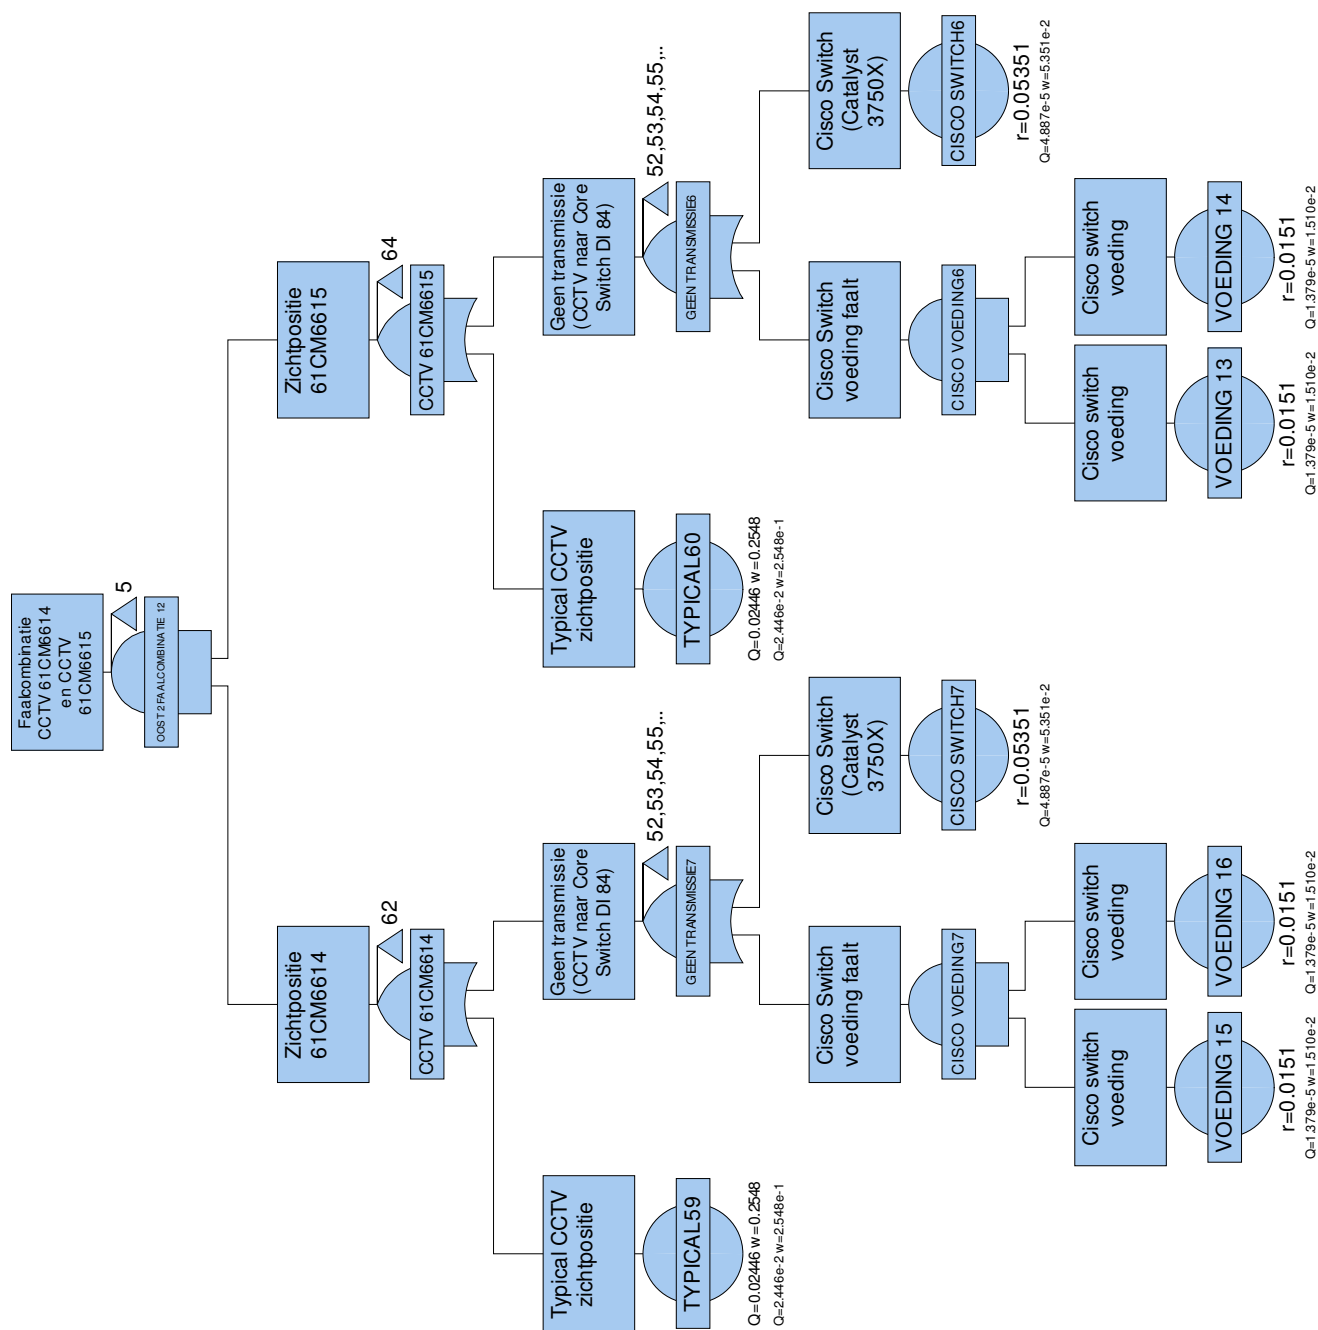 Faalcombinatie
CCTV 61CM6614
en CCTV
61CM6615
5
OOST 2 FAALCOMBINATIE 12
Zichtpositie
61CM6614
62
CCTV 61CM6614
Zichtpositie
61CM6615
64
CCTV 61CM6615
Typical CCTV
zichtpositie
TYPICAL59
Q=0.02446 w=0.2548
Q=2.446e-2 w=2.548e-1
Geen transmissie
(CCTV naar Core
Switch DI 84)
52,53,54,55,..
GEEN TRANSMISSIE7
Typical CCTV
zichtpositie
TYPICAL60
Q=0.02446 w=0.2548
Q=2.446e-2 w=2.548e-1
Geen transmissie
(CCTV naar Core
Switch DI 84)
52,53,54,55,..
GEEN TRANSMISSIE6
Cisco Switch
voeding faalt
CISCO VOEDING7
Cisco Switch
(Catalyst
3750X)
CISCO SWITCH7
r=0.05351
Q=4.887e-5 w=5.351e-2
Cisco Switch
voeding faalt
CISCO VOEDING6
Cisco Switch
(Catalyst
3750X)
CISCO SWITCH6
r=0.05351
Q=4.887e-5 w=5.351e-2
Cisco switch
voeding
VOEDING 15
r=0.0151
Q=1.379e-5 w=1.510e-2
Cisco switch
voeding
VOEDING 16
r=0.0151
Q=1.379e-5 w=1.510e-2
Cisco switch
voeding
VOEDING 13
r=0.0151
Q=1.379e-5 w=1.510e-2
Cisco switch
voeding
VOEDING 14
r=0.0151
Q=1.379e-5 w=1.510e-2